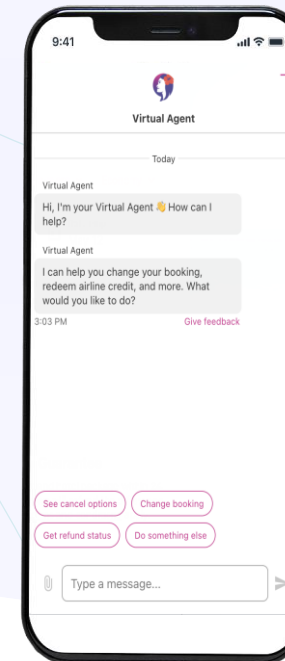 9:41
Virtual Agent
Today
Virtual Agent
Hi, I'm your Virtual Agent 👋 How can I
help?
Virtual Agent
I can help you change your booking,
redeem airline credit, and more. What
would you like to do?
3:03 PM Give feedback
See cancel options Change booking
Get refund status Do something else
Type a message...